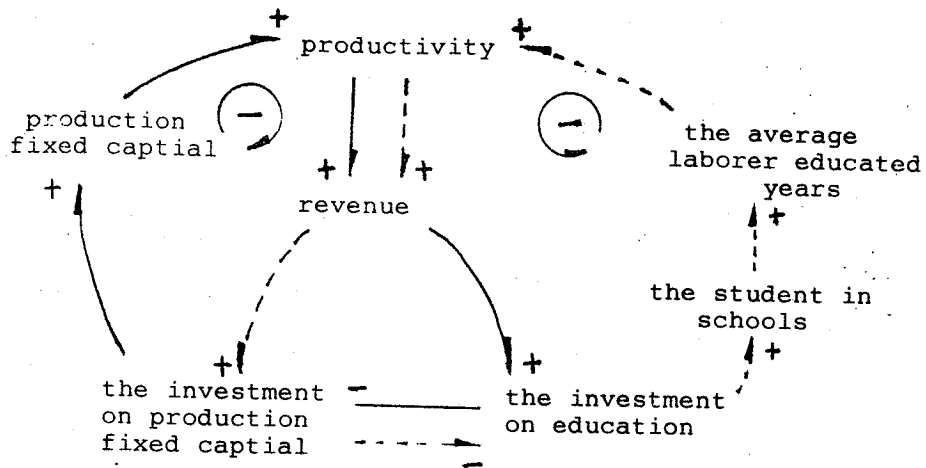 +
productivity
+
production
fixed captial
−
−
the average
laborer educated
years
+
+
+
revenue
+
the student in
schools
+
+
+
the investment
on production
fixed captial
−
−
the investment
on education